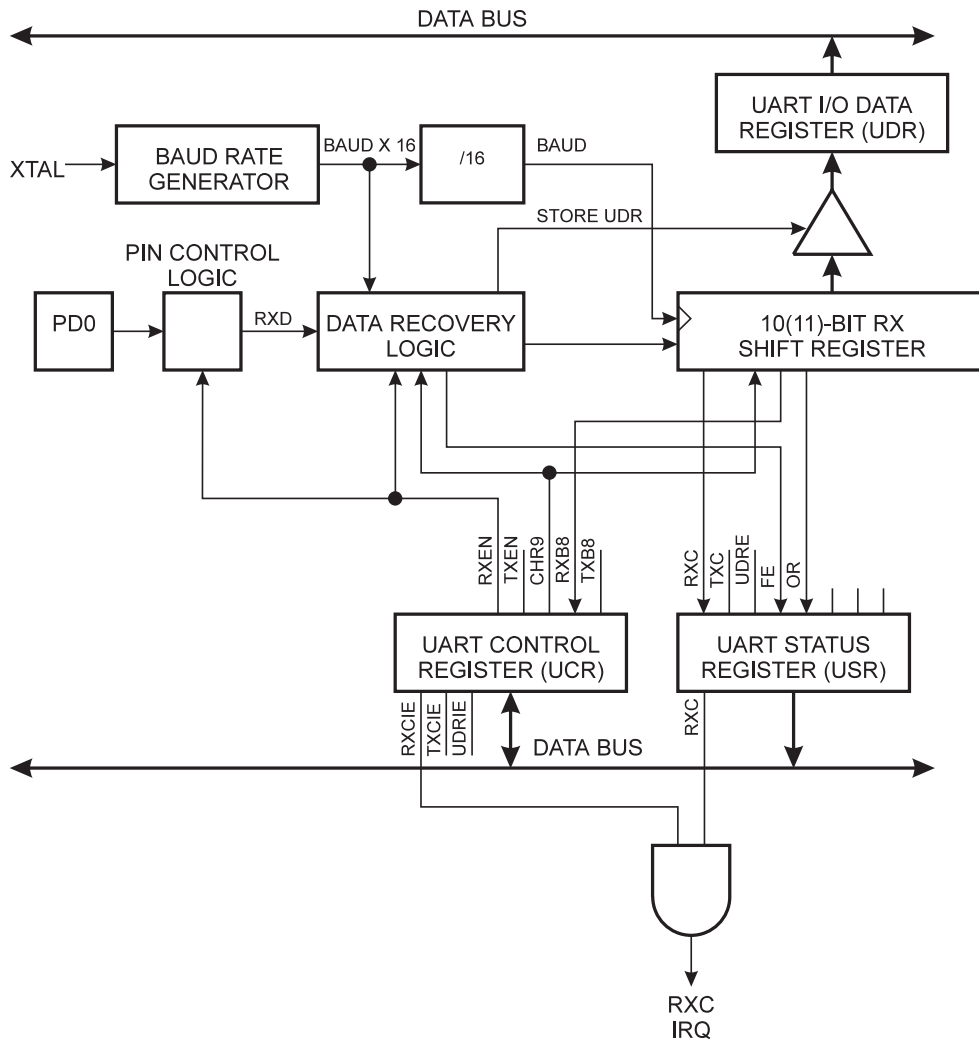 DATA BUS
UART I/O DATA
REGISTER (UDR)
XTAL
BAUD RATE
GENERATOR
BAUD X 16
/16
BAUD
STORE UDR
PIN CONTROL
LOGIC
PD0
RXD
DATA RECOVERY
LOGIC
10(11)-BIT RX
SHIFT REGISTER
RXEN
TXEN
CHR9
RXB8
TXB8
RXC
TXC
UDRE
FE
OR
UART CONTROL
REGISTER (UCR)
UART STATUS
REGISTER (USR)
RXCIE
TXCIE
UDRIE
RXC
DATA BUS
RXC
IRQ